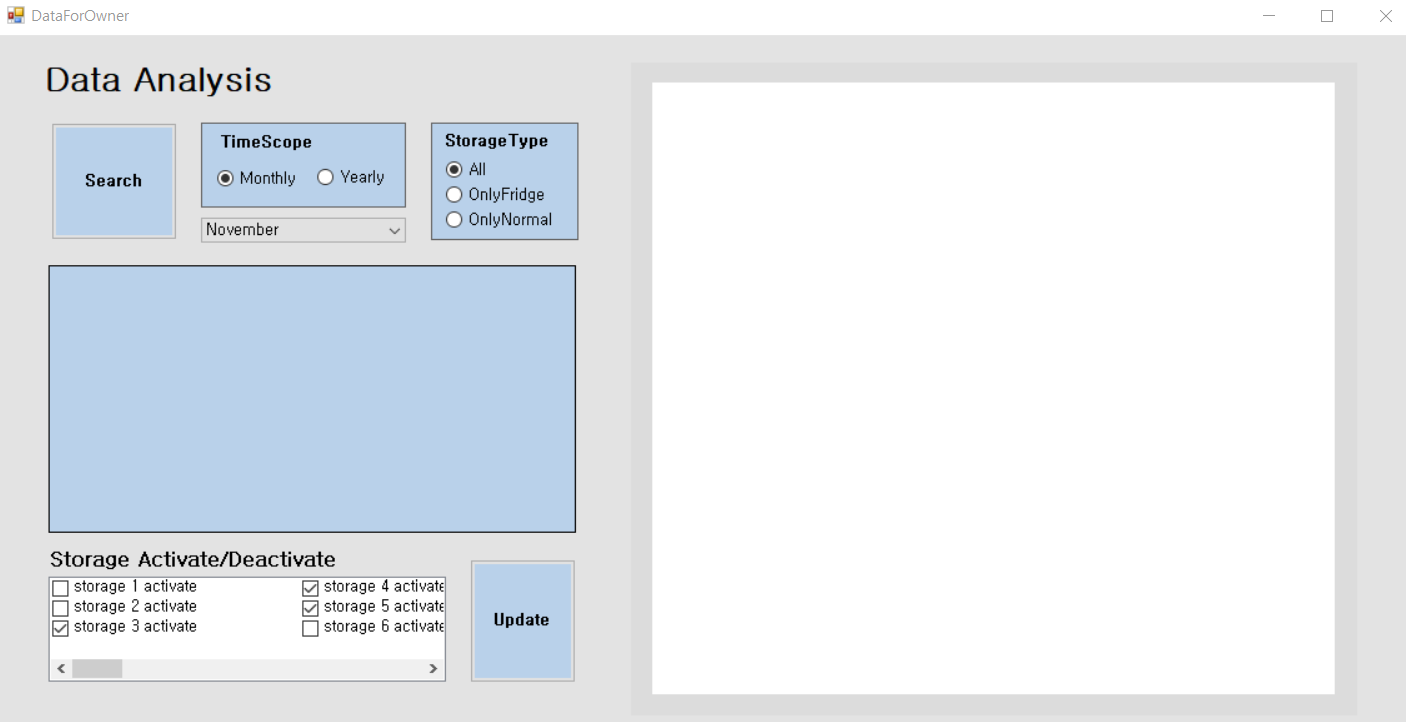 DataForOwner
Data Analysis
Search
TimeScope
Monthly Yearly
November
StorageType
All
OnlyFridge
OnlyNormal
Storage Activate/Deactivate
storage 1 activate
storage 2 activate
storage 3 activate
storage 4 activate
storage 5 activate
storage 6 activate
Update